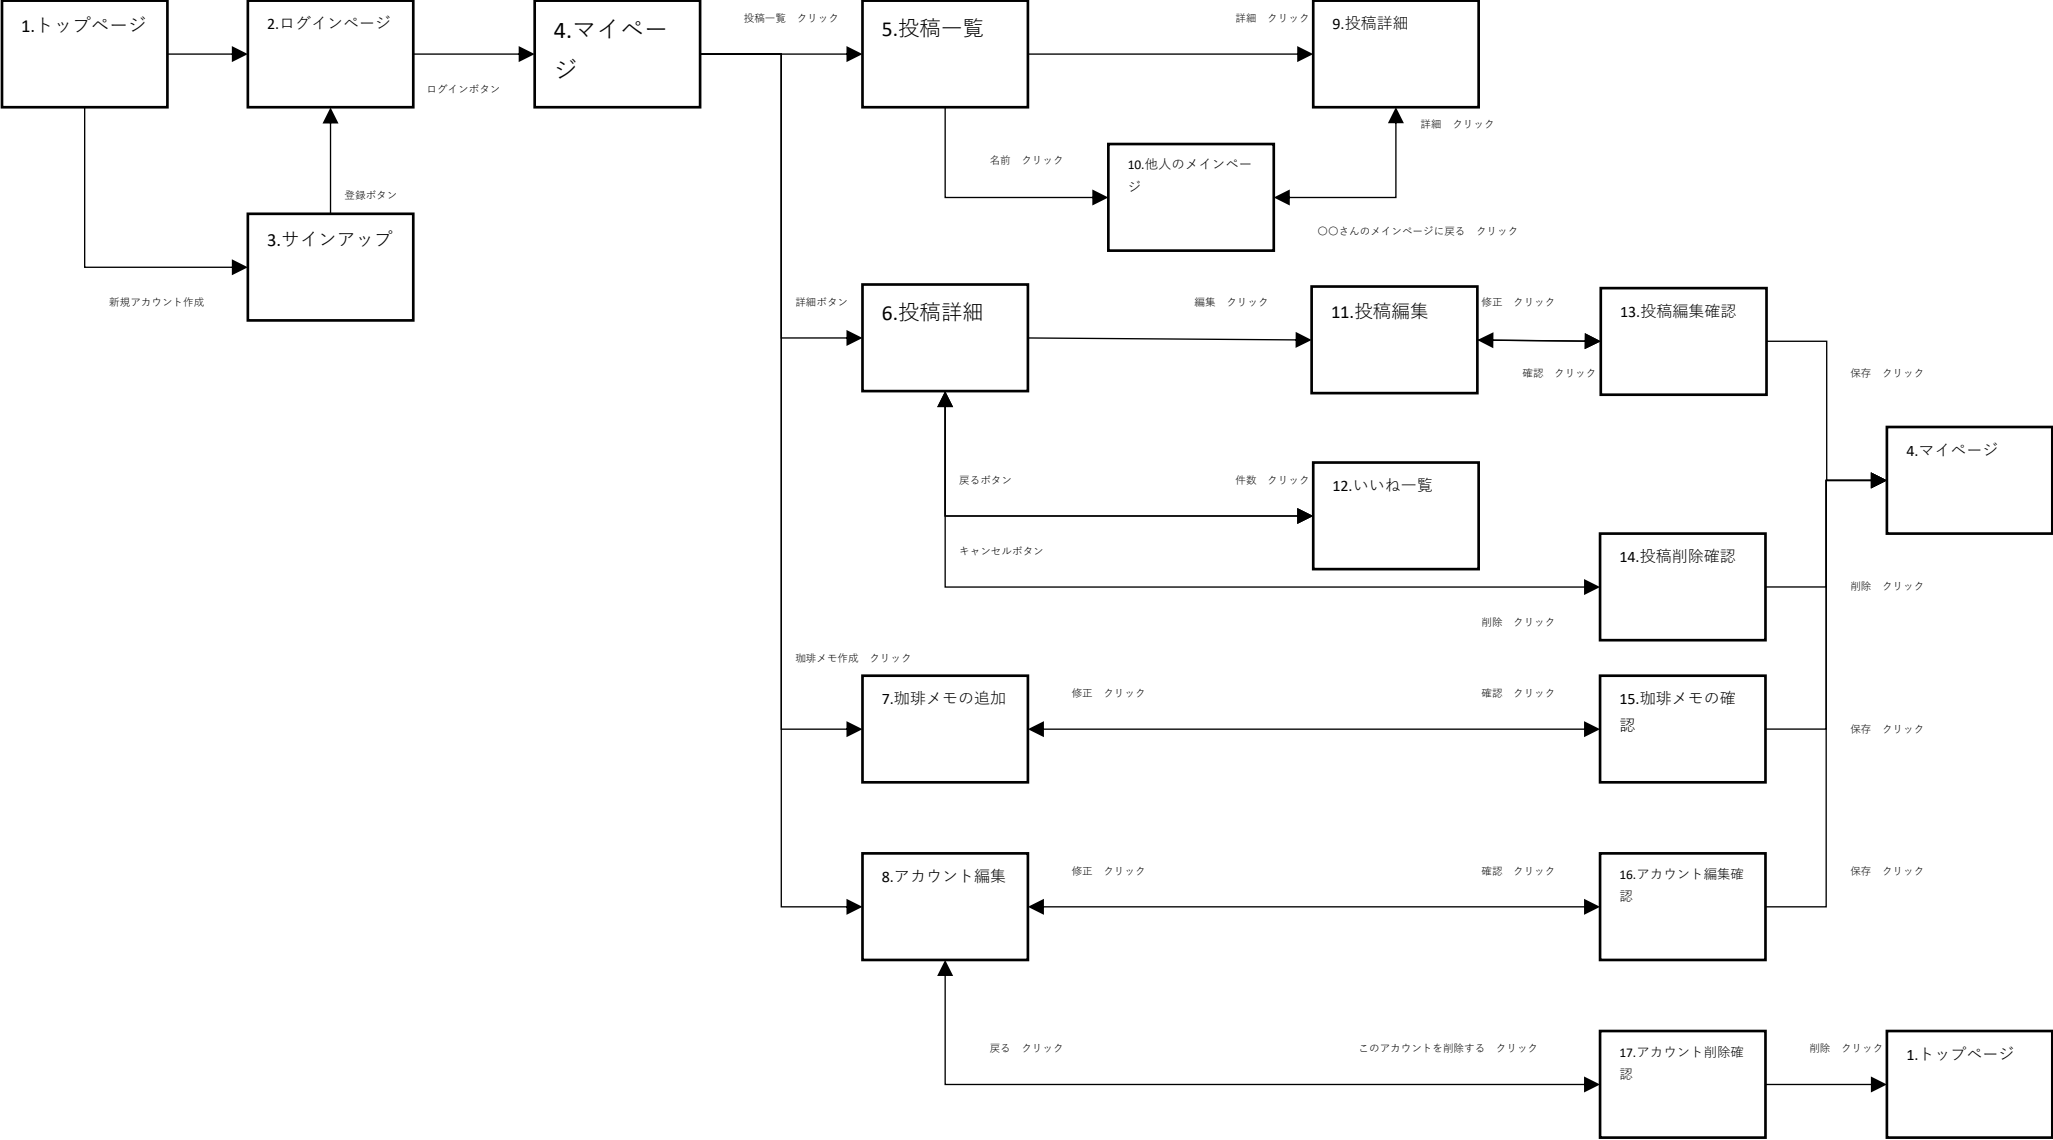 1.トップページ
2.ログインページ
4.マイペー
ジ
投稿一覧　クリック
5.投稿一覧
詳細　クリック
9.投稿詳細
ログインボタン
詳細　クリック
名前　クリック
10.他人のメインペー
ジ
登録ボタン
3.サインアップ
〇〇さんのメインページに戻る　クリック
新規アカウント作成
詳細ボタン
6.投稿詳細
編集　クリック
11.投稿編集
修正　クリック
13.投稿編集確認
確認　クリック
保存　クリック
4.マイページ
戻るボタン
件数　クリック
12.いいね一覧
キャンセルボタン
14.投稿削除確認
削除　クリック
削除　クリック
珈琲メモ作成　クリック
7.珈琲メモの追加
修正　クリック
確認　クリック
15.珈琲メモの確
認
保存　クリック
8.アカウント編集
修正　クリック
確認　クリック
16.アカウント編集確
認
保存　クリック
戻る　クリック
このアカウントを削除する　クリック
17.アカウント削除確
認
削除　クリック
1.トップページ